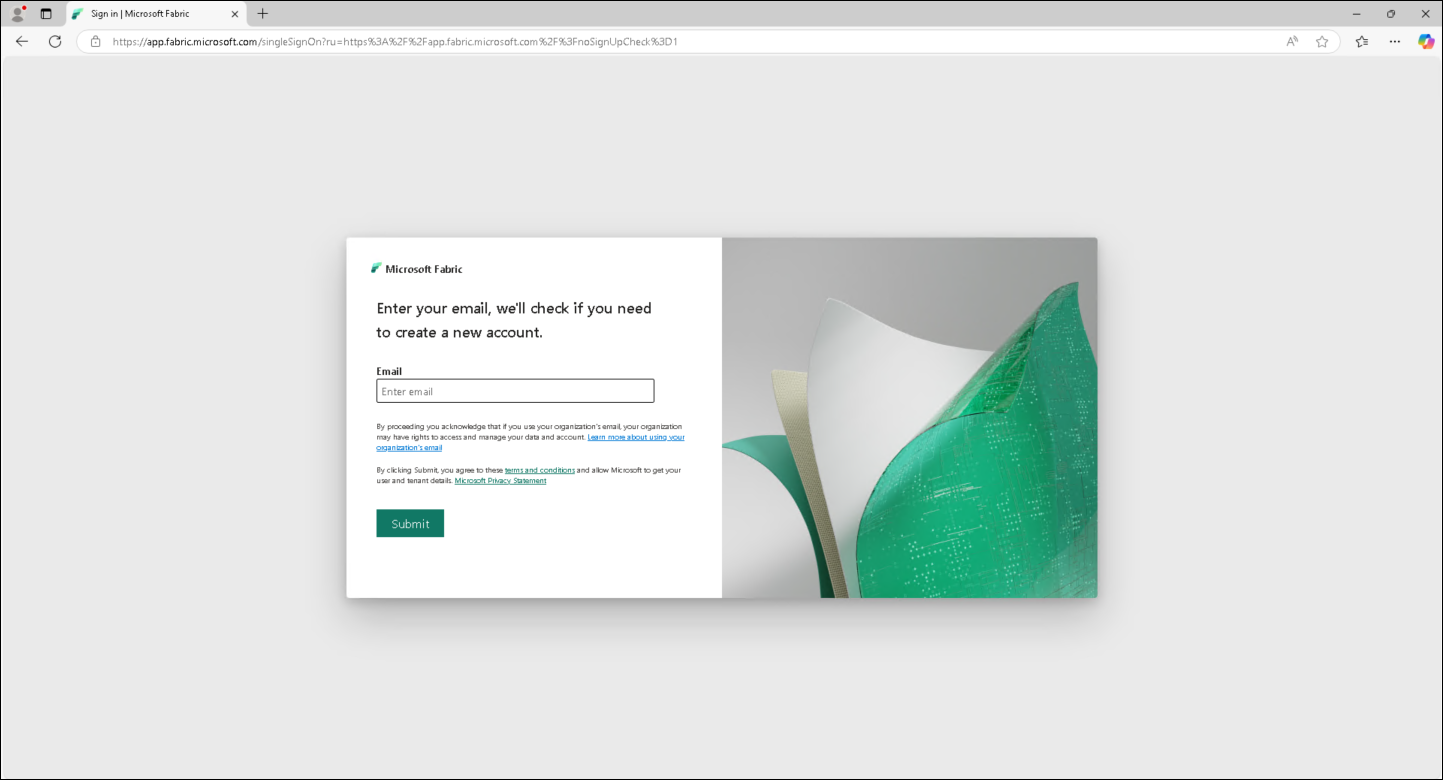 Sign in | Microsoft Fabric
https://app.fabric.microsoft.com/singleSignOn?ru=https%3A%2F%2Fapp.fabric.microsoft.com%2F%3FnoSignUpCheck%3D1
Microsoft Fabric
Enter your email, we'll check if you need
to create a new account.
Email
Enter email
By proceeding you acknowledge that if you use your organization's email, your organization
may have rights to access and manage your data and account. Learn more about using your
organization's email
By clicking Submit, you agree to these terms and conditions and allow Microsoft to get your
user and tenant details. Microsoft Privacy Statement
Submit